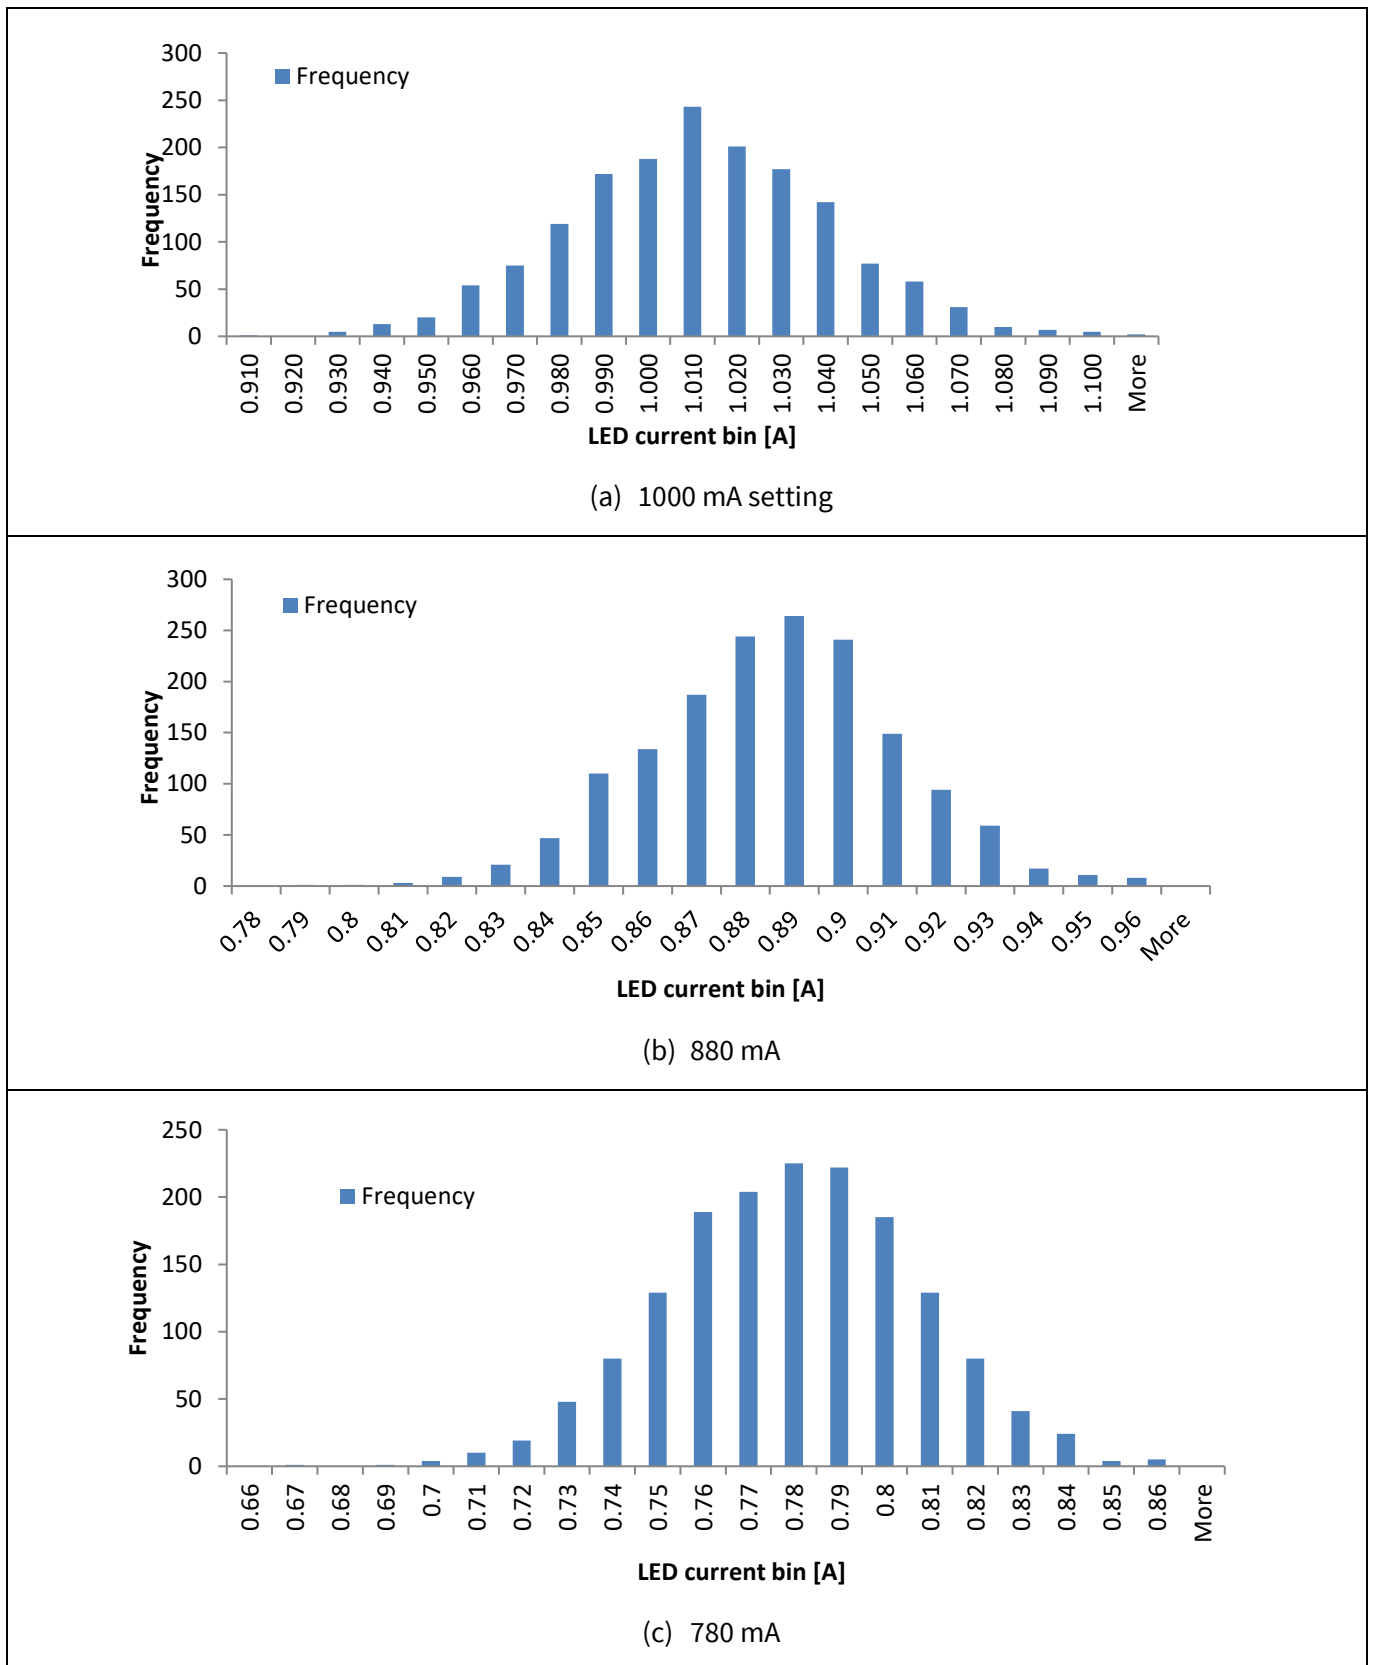 300
250
200
150
100
50
0
Frequency
Frequency
0.910 0.920 0.930 0.940 0.950 0.960 0.970 0.980 0.990 1.000 1.010 1.020 1.030 1.040 1.050 1.060 1.070 1.080 1.090 1.100 More
LED current bin [A]
(a) 1000 mA setting
300
250
200
150
100
50
0
Frequency
Frequency
0.78 0.79 0.8 0.81 0.82 0.83 0.84 0.85 0.86 0.87 0.88 0.89 0.9 0.91 0.92 0.93 0.94 0.95 0.96 More
LED current bin [A]
(b) 880 mA
250
200
150
100
50
0
Frequency
Frequency
0.66 0.67 0.68 0.69 0.7 0.71 0.72 0.73 0.74 0.75 0.76 0.77 0.78 0.79 0.8 0.81 0.82 0.83 0.84 0.85 0.86 More
LED current bin [A]
(c) 780 mA